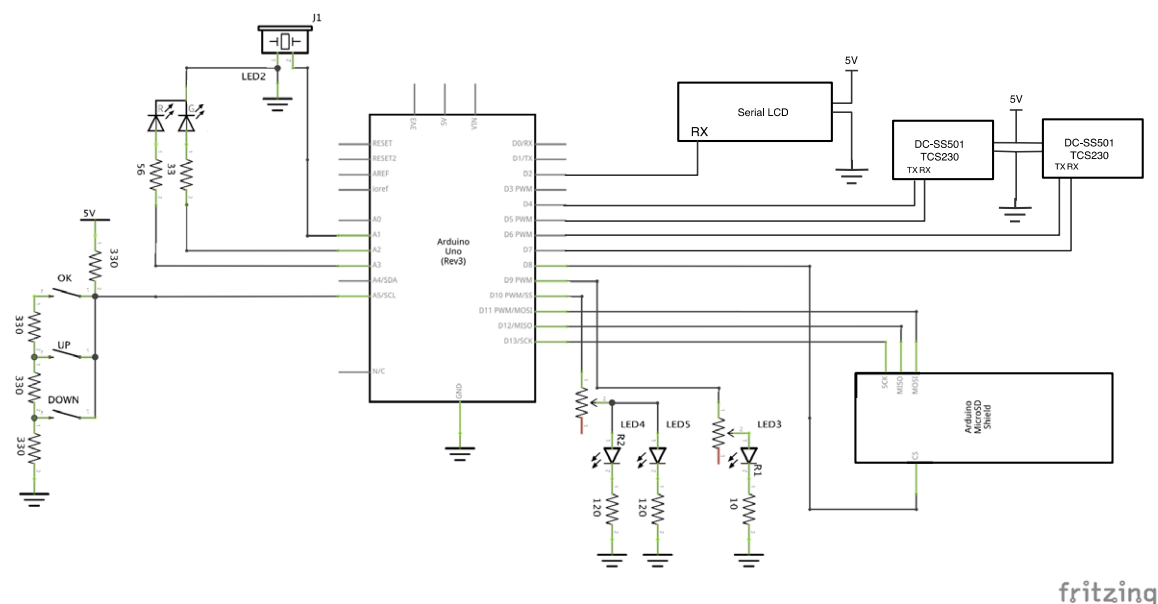 J1
LED2
R
G
56
33
5V
330
OK
330
UP
330
DOWN
330
3V3
5V
VIN
RESET
RESET2
AREF
ioref
A0
A1
A2
A3
A4/SDA
A5/SCL
N/C
Arduino
Uno
(Rev3)
D0/RX
D1/TX
D2
D3 PWM
D4
D5 PWM
D6 PWM
D7
D8
D9 PWM
D10 PWM/SS
D11 PWM/MOSI
D12/MISO
D13/SCK
GND
Serial LCD
RX
5V
DC-SS501
TCS230
TX RX
5V
DC-SS501
TCS230
TX RX
LED4
LED5
LED3
R2
R1
120
120
10
SCK
MISO
MOSI
Arduino
MicroSD
Shield
CS
fritzing